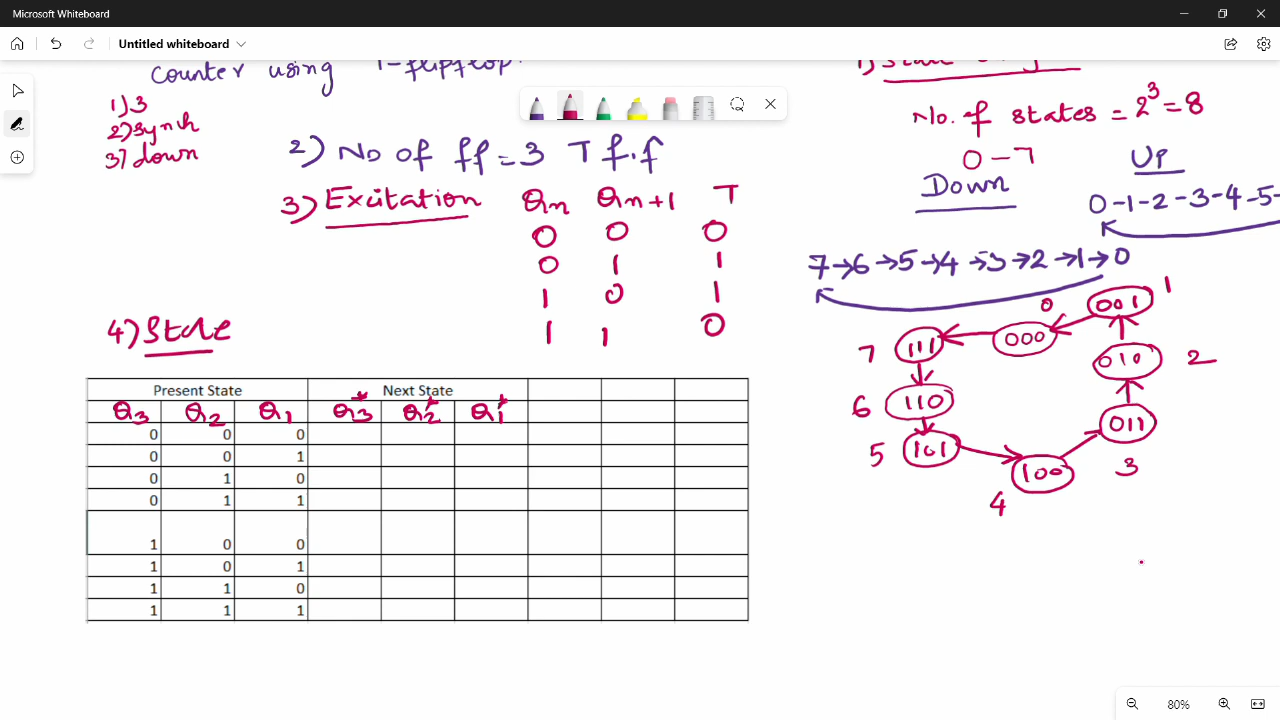 Microsoft Whiteboard
Untitled whiteboard
counter using T-flipflop.
1) 3
2) synch
3) down
2) No of ff = 3 T f.f
3) Excitation Qn Qn+1 T
0 0 0
0 1 1
1 0 1
1 1 0
4) State
Present State Next State
Q3 Q2 Q1 Q3* Q2* Q1*
0 0 0
0 0 1
0 1 0
0 1 1
1 0 0
1 0 1
1 1 0
1 1 1
No. of states = 2³ = 8
0 - 7
UP
Down
0 - 1 - 2 - 3 - 4 - 5 -
7 → 6 → 5 → 4 → 3 → 2 → 1 → 0
001 1
0 000
7 111
010 2
6 110
011 3
5 101
100 4
80%